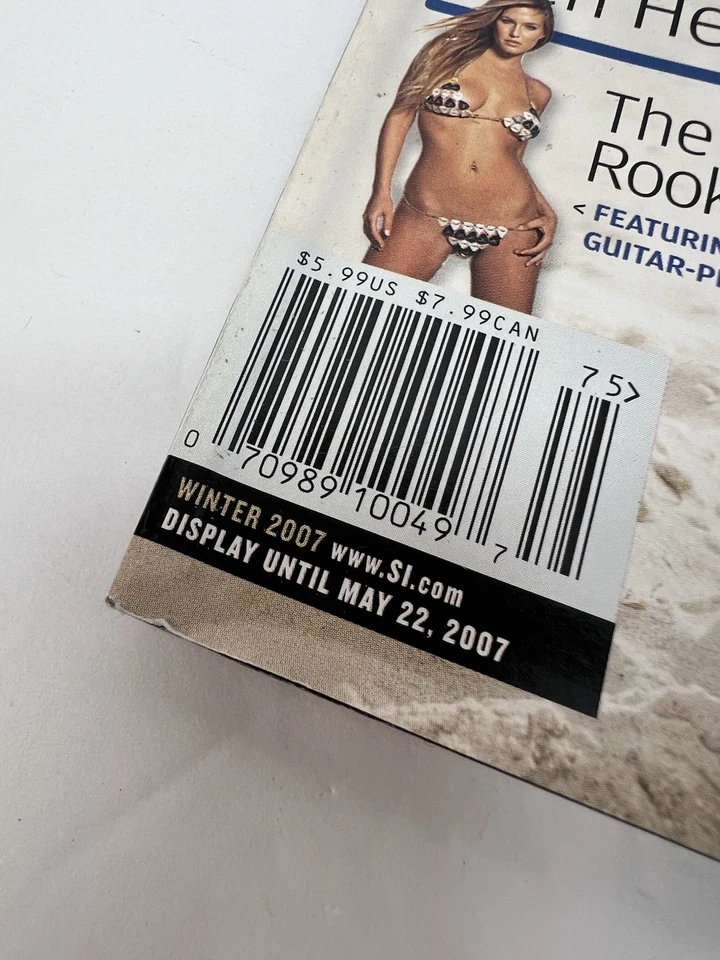 n He
The
Rook
< FEATURIN
GUITAR-P
$5.99US $7.99CAN
75>
0 70989 10049 7
WINTER 2007 www.SI.com
DISPLAY UNTIL MAY 22, 2007